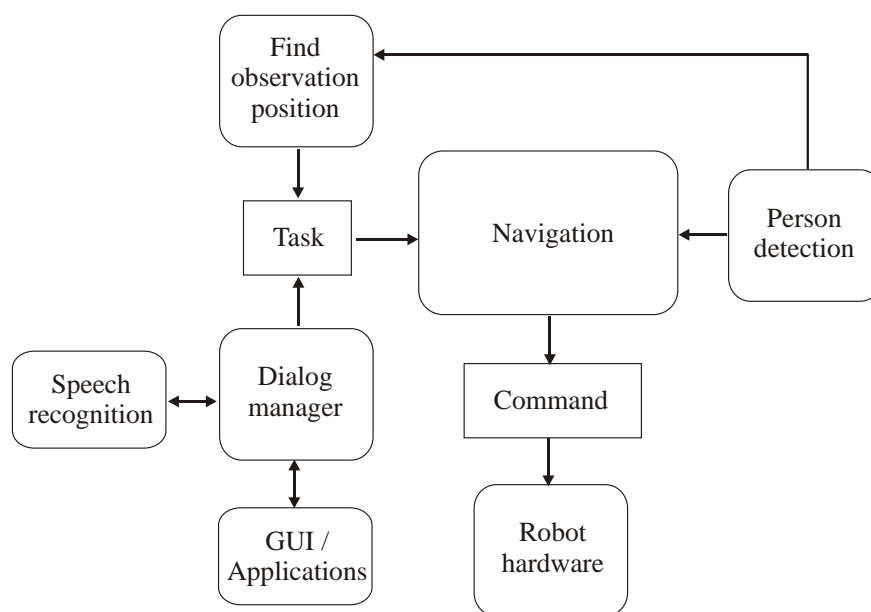 Find
observation
position
Task
Navigation
Person
detection
Speech
recognition
Dialog
manager
Command
GUI /
Applications
Robot
hardware